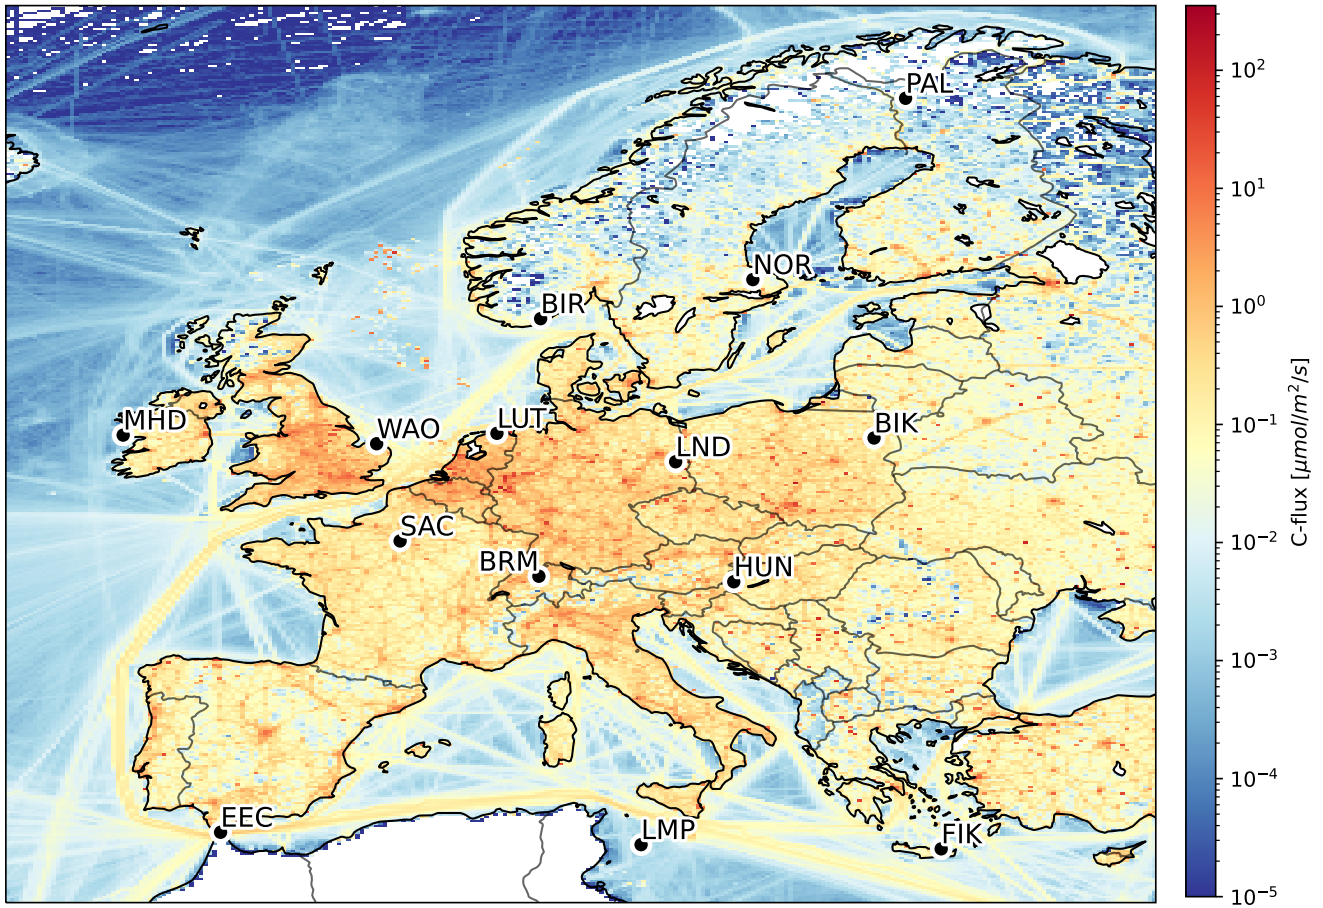 PAL
NOR
BIR
MHD
WAO
LUT
BIK
LND
SAC
BRM
HUN
EEC
LMP
FIK
10²
10¹
10⁰
10⁻¹
10⁻²
10⁻³
10⁻⁴
10⁻⁵
C-flux [μmol/m²/s]